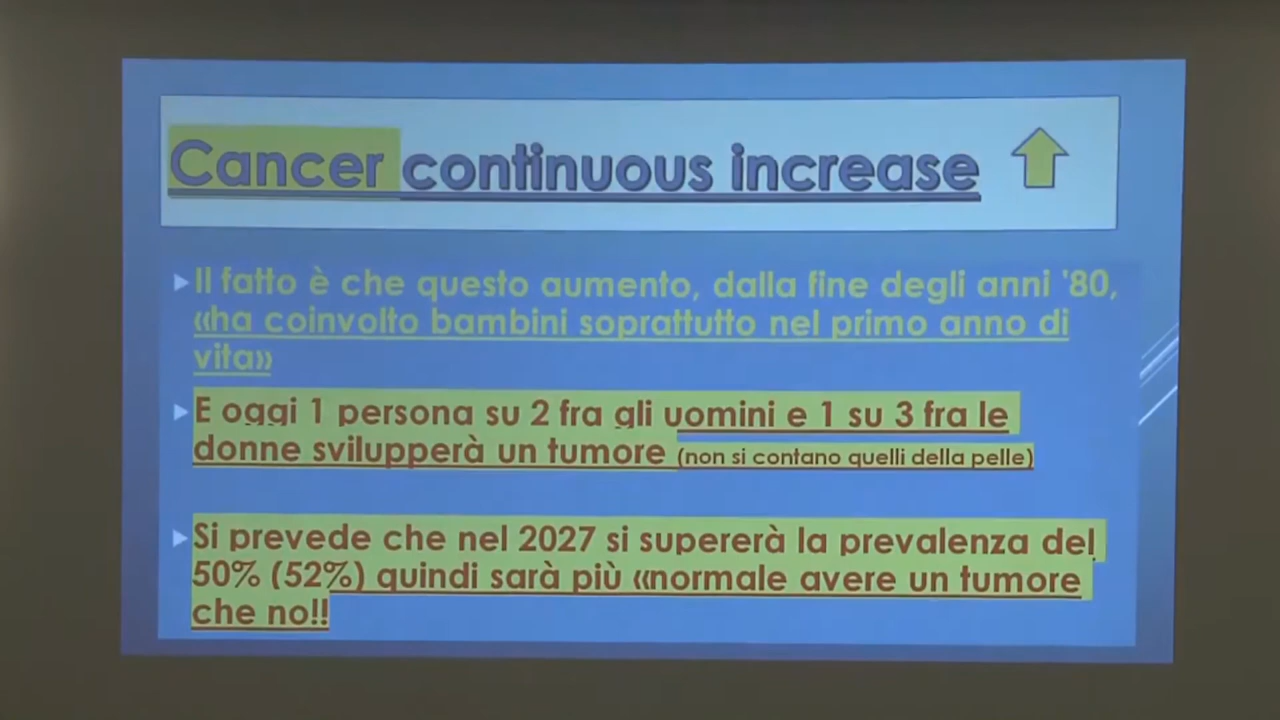 Cancer continuous increase
Il fatto è che questo aumento, dalla fine degli anni '80,
«ha coinvolto bambini soprattutto nel primo anno di
vita»
E oggi 1 persona su 2 fra gli uomini e 1 su 3 fra le
donne svilupperà un tumore (non si contano quelli della pelle)
Si prevede che nel 2027 si supererà la prevalenza del
50% (52%) quindi sarà più «normale avere un tumore
che no!!